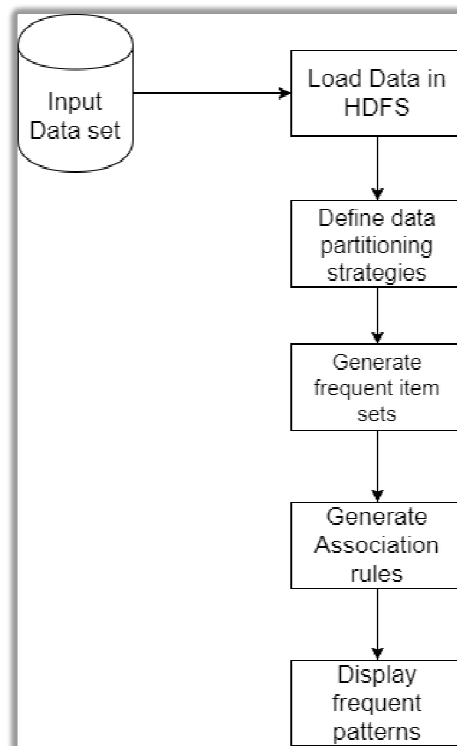 Input
Data set
Load Data in
HDFS
Define data
partitioning
strategies
Generate
frequent item
sets
Generate
Association
rules
Display
frequent
patterns